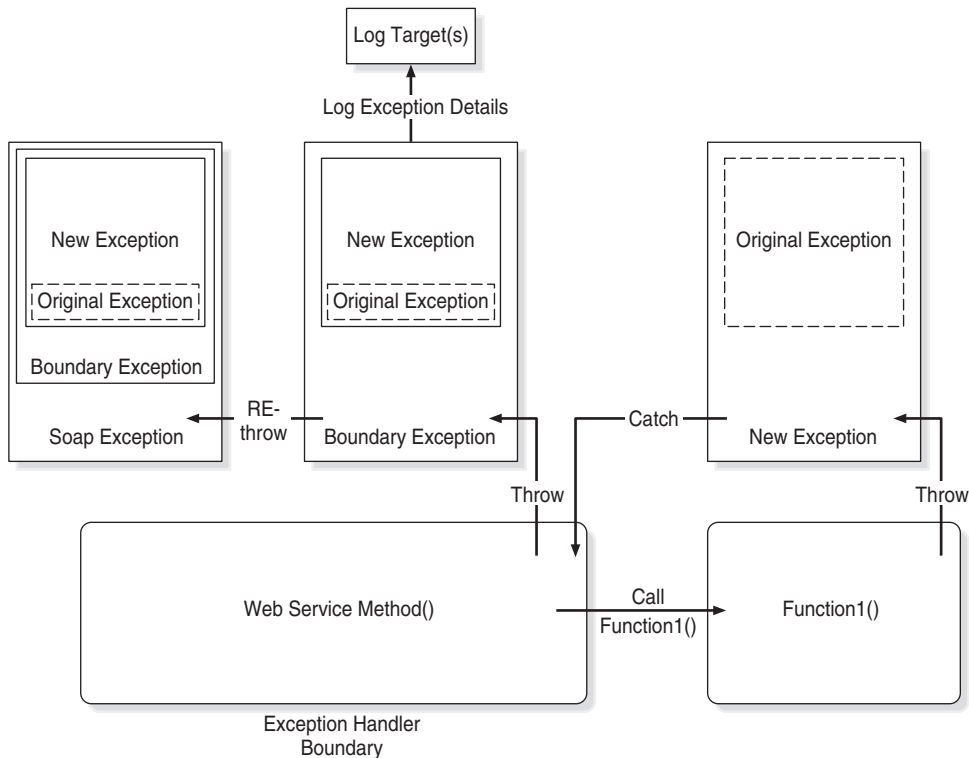 Log Target(s)
Log Exception Details
New Exception
Original Exception
Boundary Exception
Soap Exception
RE-
throw
New Exception
Original Exception
Boundary Exception
Catch
Original Exception
New Exception
Throw
Throw
Web Service Method()
Call
Function1()
Function1()
Exception Handler
Boundary